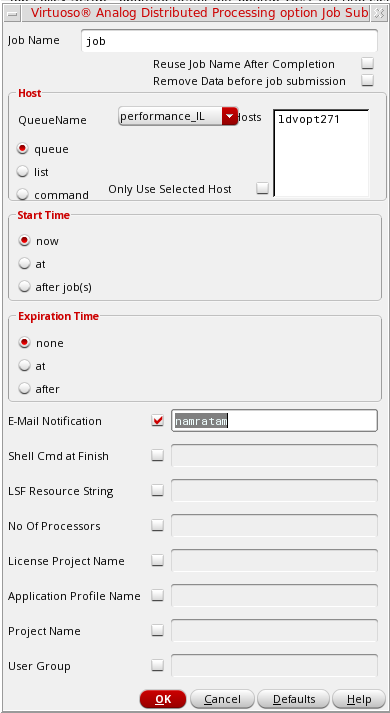 Virtuoso® Analog Distributed Processing option Job Sub
Job Name job
Reuse Job Name After Completion
Remove Data before job submission
Host
QueueName performance_IL Hosts
ldvopt271
queue
list
command
Only Use Selected Host
Start Time
now
at
after job(s)
Expiration Time
none
at
after
E-Mail Notification namratam
Shell Cmd at Finish
LSF Resource String
No Of Processors
License Project Name
Application Profile Name
Project Name
User Group
OK Cancel Defaults Help